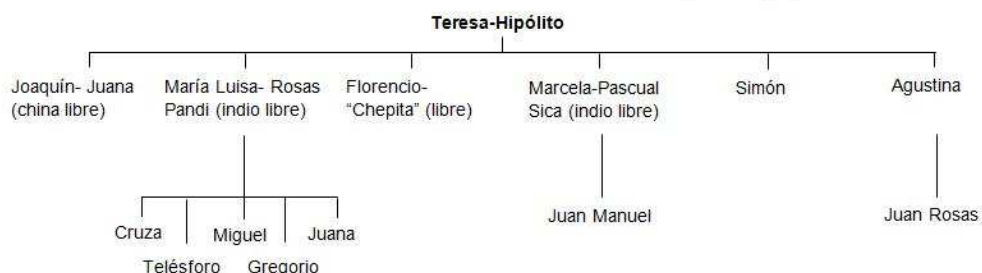 Teresa-Hipólito
Joaquín- Juana
(china libre)
María Luisa- Rosas
Pandi (indio libre)
Florencio-
“Chepita” (libre)
Marcela-Pascual
Sica (indio libre)
Simón
Agustina
Cruza
Telésforo
Miguel
Gregorio
Juana
Juan Manuel
Juan Rosas